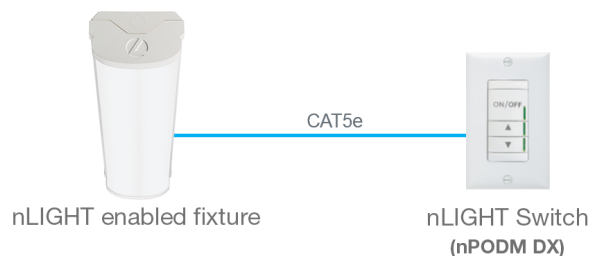 CAT5e
ON/OFF
nLIGHT enabled fixture
nLIGHT Switch
(nPODM DX)